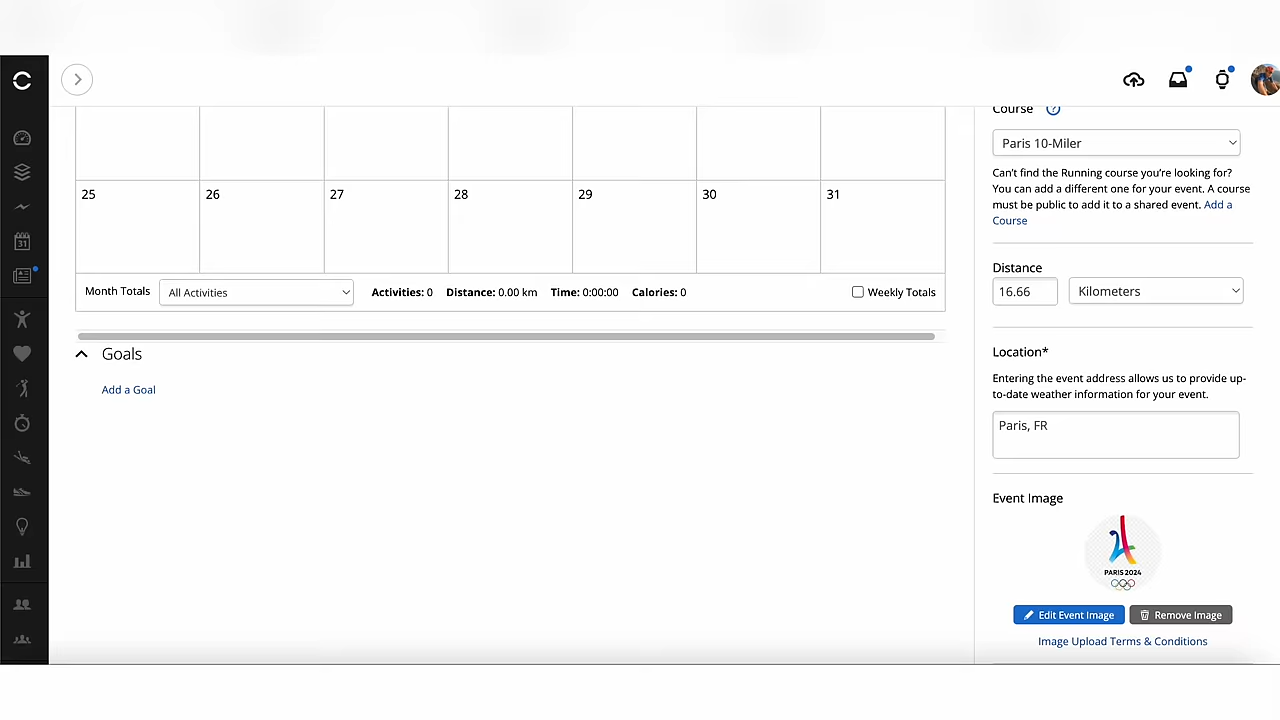 Course ?
Paris 10-Miler
Can't find the Running course you're looking for?
You can add a different one for your event. A course
must be public to add it to a shared event. Add a
Course
25 26 27 28 29 30 31
31
Month Totals All Activities Activities: 0 Distance: 0.00 km Time: 0:00:00 Calories: 0 Weekly Totals
Distance
16.66 Kilometers
Goals
Add a Goal
Location*
Entering the event address allows us to provide up-
to-date weather information for your event.
Paris, FR
Event Image
PARIS 2024
Edit Event Image Remove Image
Image Upload Terms & Conditions